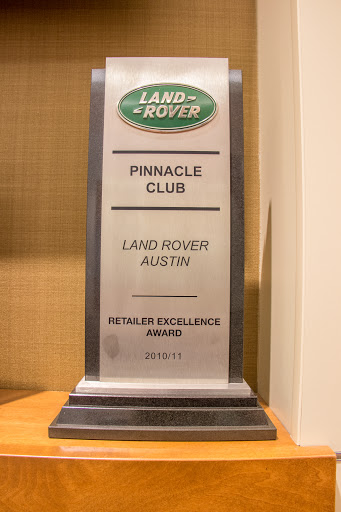 LAND
ROVER
PINNACLE
CLUB
LAND ROVER
AUSTIN
RETAILER EXCELLENCE
AWARD
2010/11